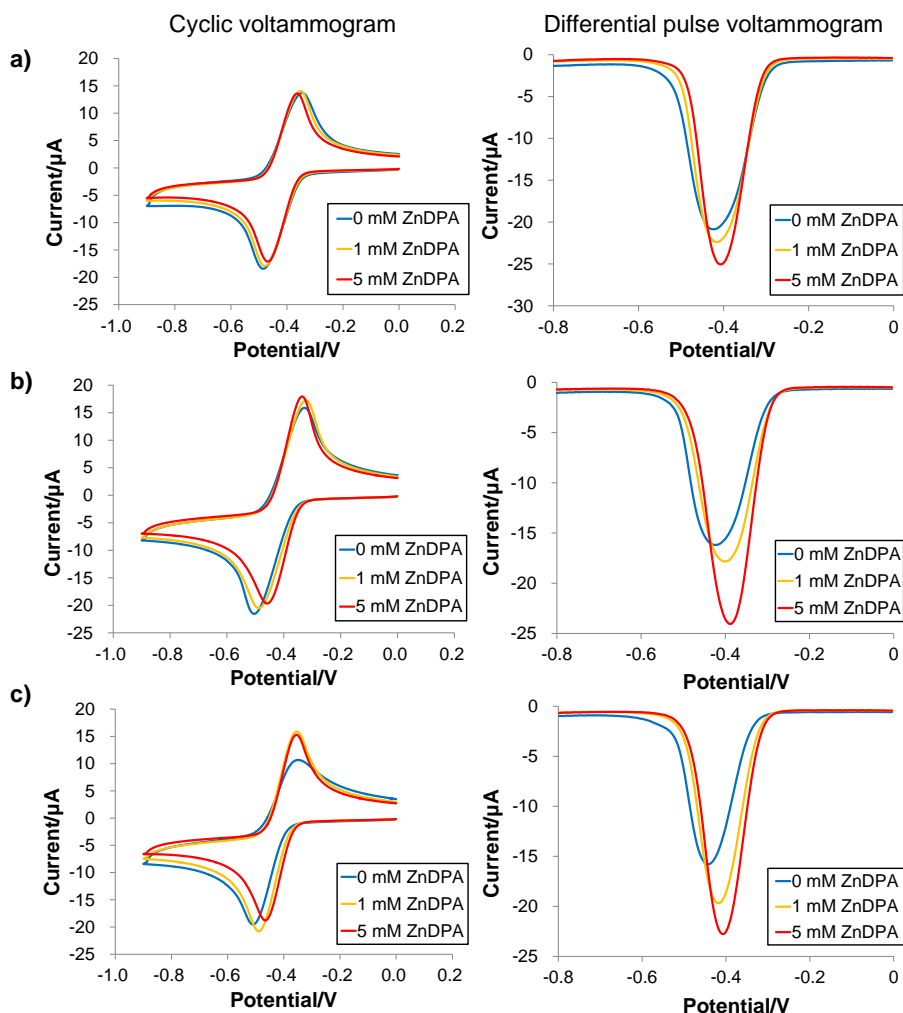 Cyclic voltammogram
Differential pulse voltammogram
a)
20
15
10
5
0
-5
-10
-15
-20
-25
Current/µA
-1.0 -0.8 -0.6 -0.4 -0.2 0.0 0.2
Potential/V
0 mM ZnDPA
1 mM ZnDPA
5 mM ZnDPA
0
-5
-10
-15
-20
-25
-30
Current/µA
-0.8 -0.6 -0.4 -0.2 0
Potential/V
0 mM ZnDPA
1 mM ZnDPA
5 mM ZnDPA
b)
20
15
10
5
0
-5
-10
-15
-20
-25
Current/µA
-1.0 -0.8 -0.6 -0.4 -0.2 0.0 0.2
Potential/V
0 mM ZnDPA
1 mM ZnDPA
5 mM ZnDPA
0
-5
-10
-15
-20
-25
Current/µA
-0.8 -0.6 -0.4 -0.2 0
Potential/V
0 mM ZnDPA
1 mM ZnDPA
5 mM ZnDPA
c)
20
15
10
5
0
-5
-10
-15
-20
-25
Current/µA
-1.0 -0.8 -0.6 -0.4 -0.2 0.0 0.2
Potential/V
0 mM ZnDPA
1 mM ZnDPA
5 mM ZnDPA
0
-5
-10
-15
-20
-25
Current/µA
-0.8 -0.6 -0.4 -0.2 0
Potential/V
0 mM ZnDPA
1 mM ZnDPA
5 mM ZnDPA